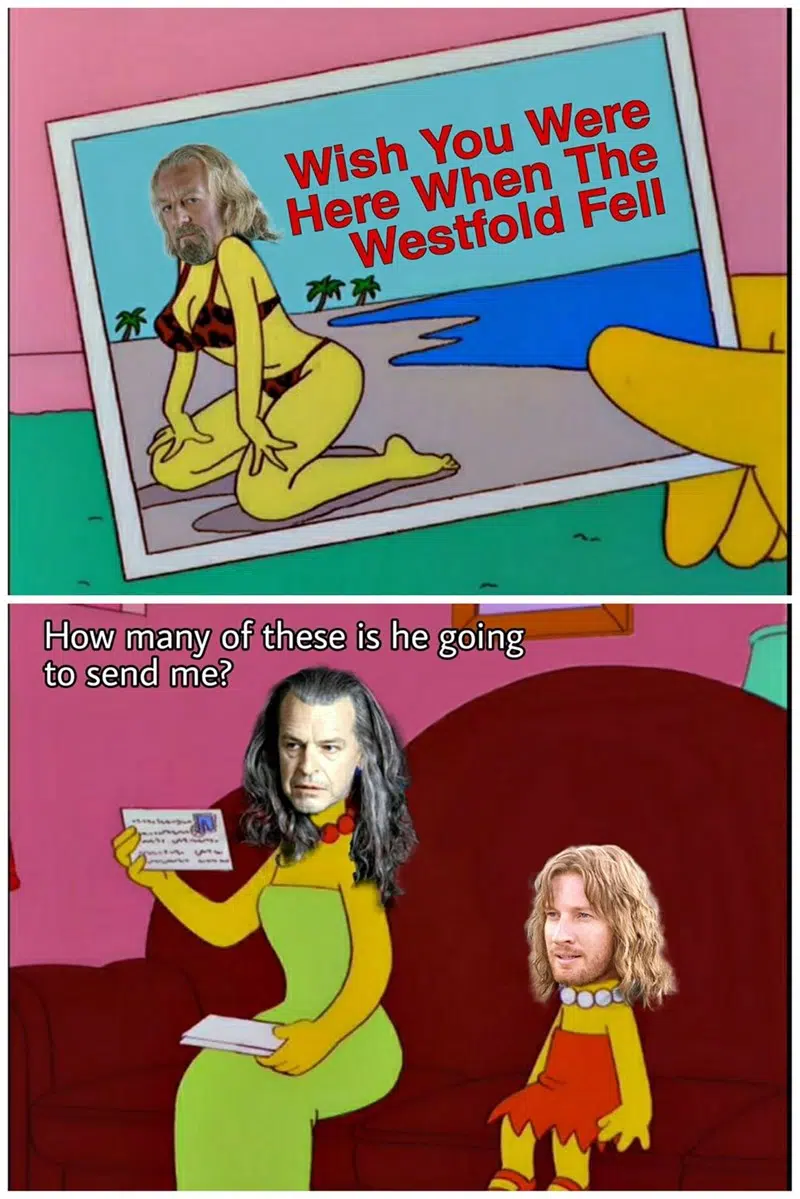 Wish You Were
Here When The
Westfold Fell
How many of these is he going
to send me?